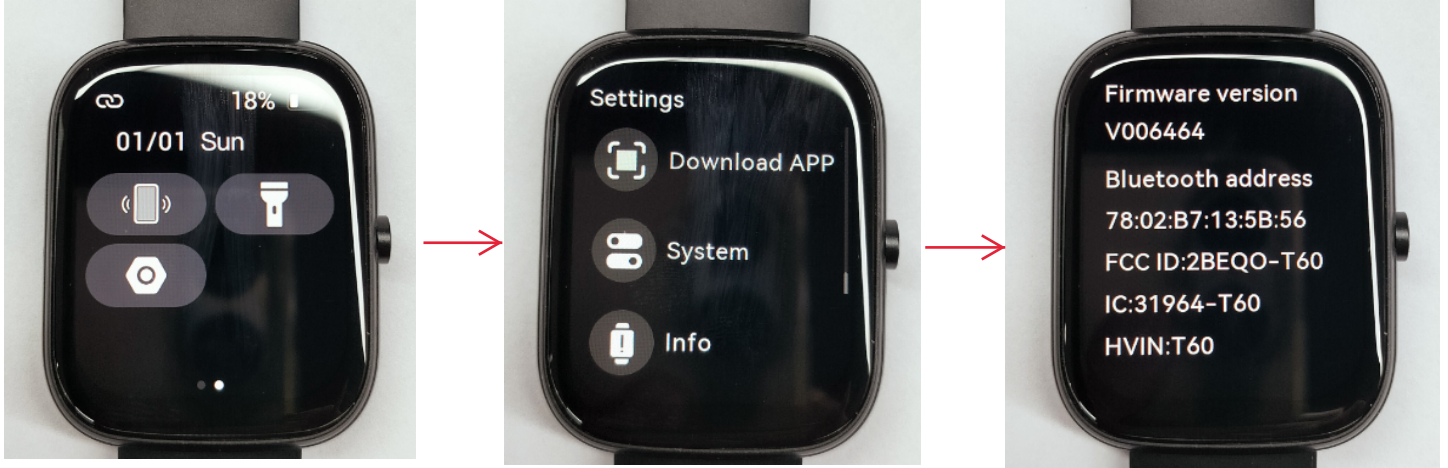 18%
01/01 Sun
Settings
Download APP
System
Info
Firmware version
V006464
Bluetooth address
78:02:B7:13:5B:56
FCC ID:2BEQO-T60
IC:31964-T60
HVIN:T60